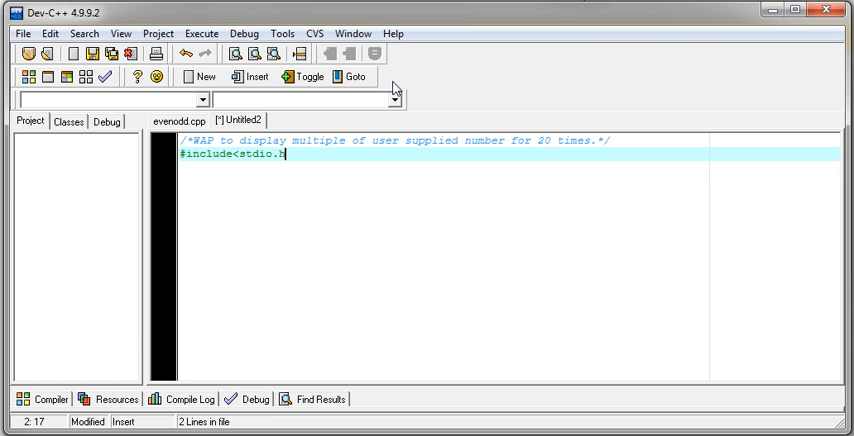 Dev-C++ 4.9.9.2
File Edit Search View Project Execute Debug Tools CVS Window Help
New Insert Toggle Goto
Project Classes Debug evenodd.cpp [*] Untitled2
/*WAP to display multiple of user supplied number for 20 times.*/
#include<stdio.h
Compiler Resources Compile Log Debug Find Results
2: 17 Modified Insert 2 Lines in file